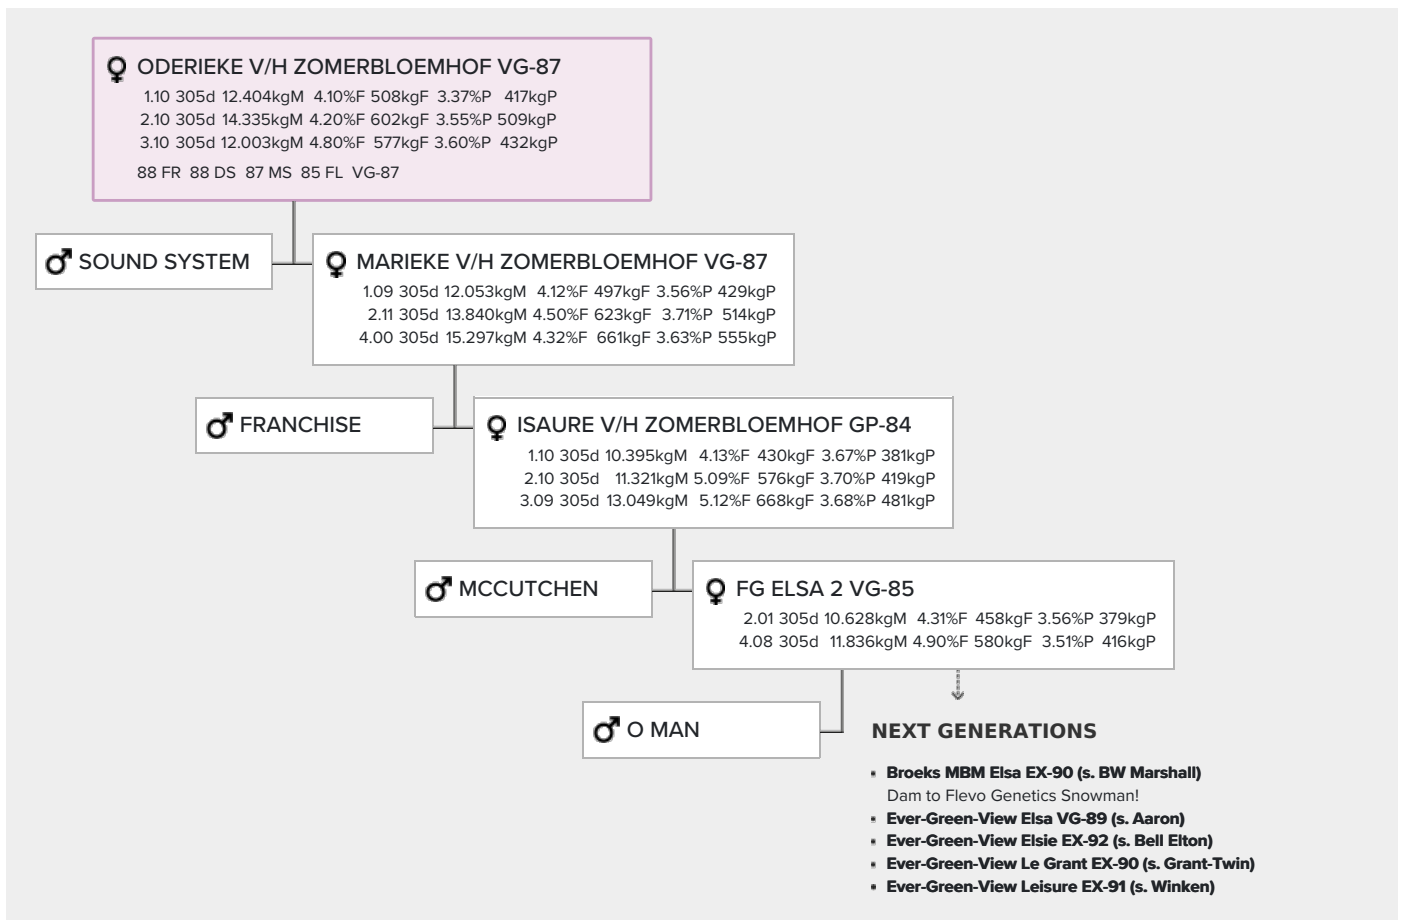 ODERIEKE V/H ZOMERBLOEMHOF VG-87
1.10 305d 12.404kgM 4.10%F 508kgF 3.37%P 417kgP
2.10 305d 14.335kgM 4.20%F 602kgF 3.55%P 509kgP
3.10 305d 12.003kgM 4.80%F 577kgF 3.60%P 432kgP
88 FR 88 DS 87 MS 85 FL VG-87
SOUND SYSTEM
MARIEKE V/H ZOMERBLOEMHOF VG-87
1.09 305d 12.053kgM 4.12%F 497kgF 3.56%P 429kgP
2.11 305d 13.840kgM 4.50%F 623kgF 3.71%P 514kgP
4.00 305d 15.297kgM 4.32%F 661kgF 3.63%P 555kgP
FRANCHISE
ISAURE V/H ZOMERBLOEMHOF GP-84
1.10 305d 10.395kgM 4.13%F 430kgF 3.67%P 381kgP
2.10 305d 11.321kgM 5.09%F 576kgF 3.70%P 419kgP
3.09 305d 13.049kgM 5.12%F 668kgF 3.68%P 481kgP
MCCUTCHEN
FG ELSA 2 VG-85
2.01 305d 10.628kgM 4.31%F 458kgF 3.56%P 379kgP
4.08 305d 11.836kgM 4.90%F 580kgF 3.51%P 416kgP
O MAN
NEXT GENERATIONS
▪ Broeks MBM Elsa EX-90 (s. BW Marshall)
Dam to Flevo Genetics Snowman!
▪ Ever-Green-View Elsa VG-89 (s. Aaron)
▪ Ever-Green-View Elsie EX-92 (s. Bell Elton)
▪ Ever-Green-View Le Grant EX-90 (s. Grant-Twin)
▪ Ever-Green-View Leisure EX-91 (s. Winken)